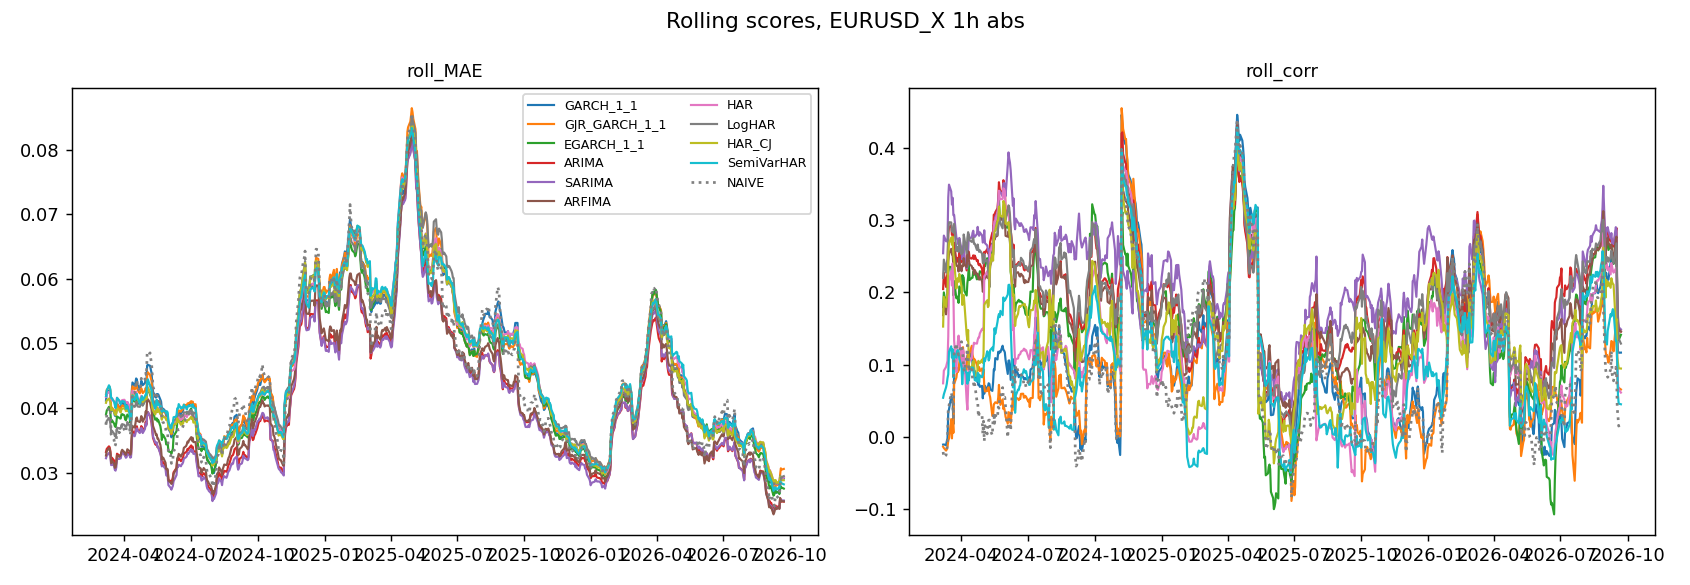 Rolling scores, EURUSD_X 1h abs
roll_MAE
0.08
0.07
0.06
0.05
0.04
0.03
GARCH_1_1
GJR_GARCH_1_1
EGARCH_1_1
ARIMA
SARIMA
ARFIMA
HAR
LogHAR
HAR_CJ
SemiVarHAR
NAIVE
2024-04 2024-07 2024-10 2025-01 2025-04 2025-07 2025-10 2026-01 2026-04 2026-07 2026-10
roll_corr
0.4
0.3
0.2
0.1
0.0
−0.1
2024-04 2024-07 2024-10 2025-01 2025-04 2025-07 2025-10 2026-01 2026-04 2026-07 2026-10